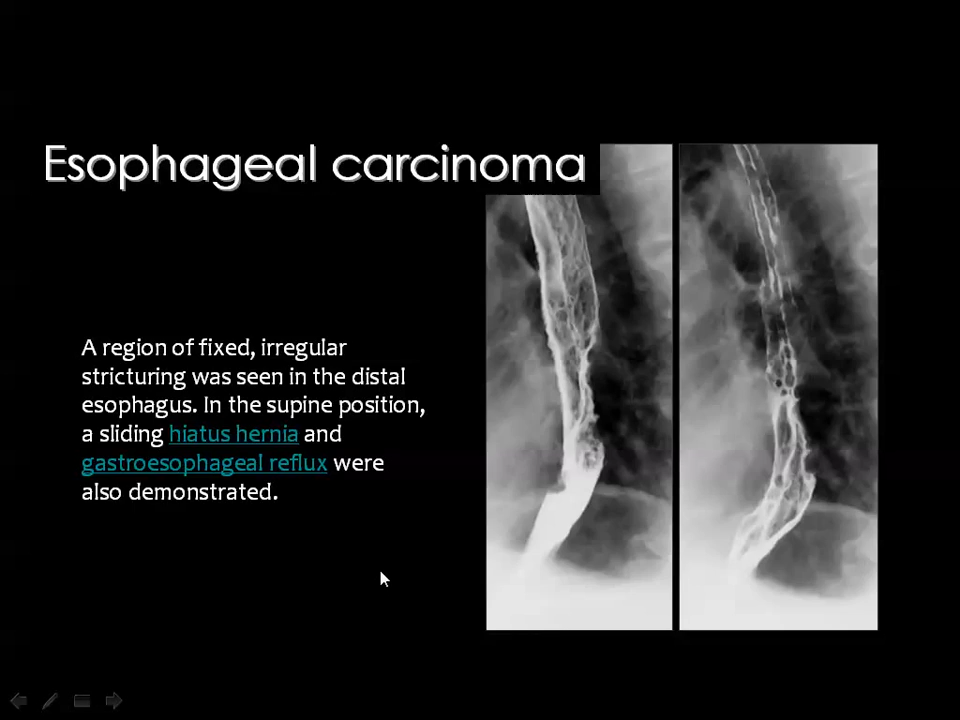 Esophageal carcinoma
A region of fixed, irregular
stricturing was seen in the distal
esophagus. In the supine position,
a sliding hiatus hernia and
gastroesophageal reflux were
also demonstrated.